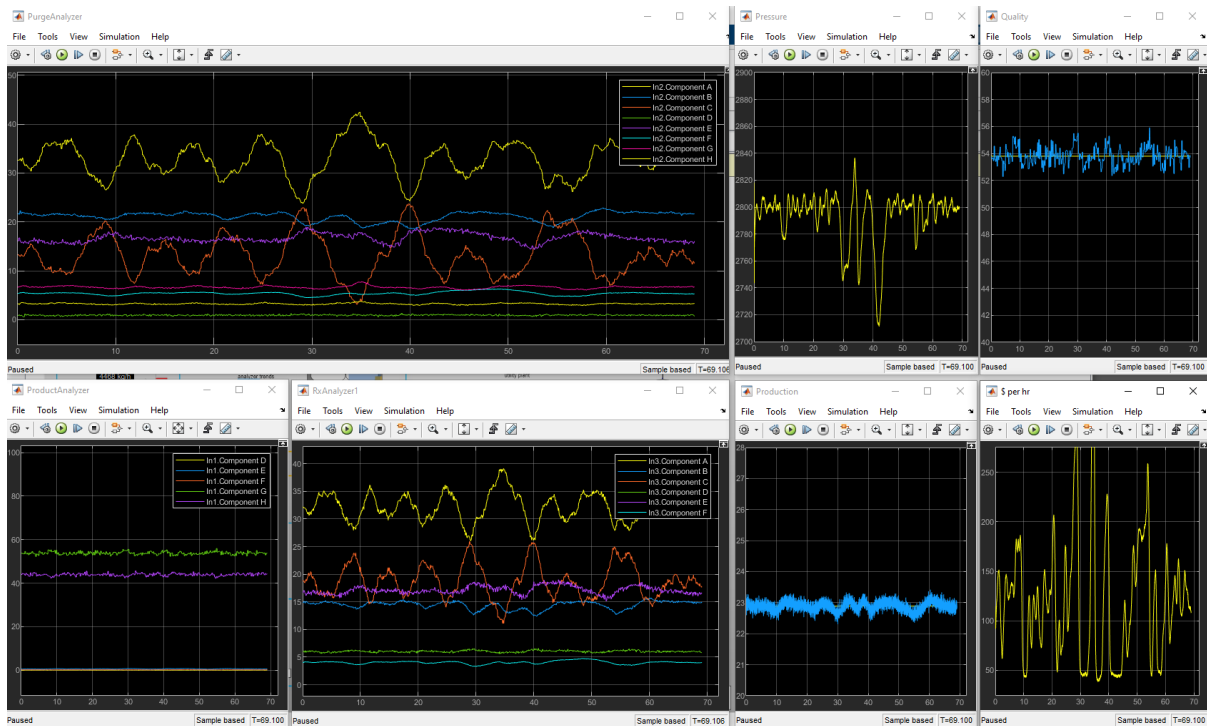 PurgeAnalyzer
File Tools View Simulation Help
50
40
30
20
10
0
In2.Component A
In2.Component B
In2.Component C
In2.Component D
In2.Component E
In2.Component F
In2.Component G
In2.Component H
0 10 20 30 40 50 60 70
Paused Sample based T=69.106
Pressure
File Tools View Simulation Help
2900
2880
2860
2840
2820
2800
2780
2760
2740
2720
2700
0 10 20 30 40 50 60 70
Paused Sample based T=69.100
Quality
File Tools View Simulation Help
60
58
56
54
52
50
48
46
44
42
40
0 10 20 30 40 50 60 70
Paused Sample based T=69.100
analyzer trends
ProductAnalyzer
File Tools View Simulation Help
100
80
60
40
20
0
In1.Component D
In1.Component E
In1.Component F
In1.Component G
In1.Component H
0 10 20 30 40 50 60 70
Paused Sample based T=69.100
RxAnalyzer1
File Tools View Simulation Help
40
35
30
25
20
15
10
5
0
In3.Component A
In3.Component B
In3.Component C
In3.Component D
In3.Component E
In3.Component F
0 10 20 30 40 50 60 70
Paused Sample based T=69.106
Production
File Tools View Simulation Help
28
27
26
25
24
23
22
21
20
0 10 20 30 40 50 60 70
Paused Sample based T=69.100
$ per hr
File Tools View Simulation Help
250
200
150
100
50
0 10 20 30 40 50 60 70
Paused Sample based T=69.100